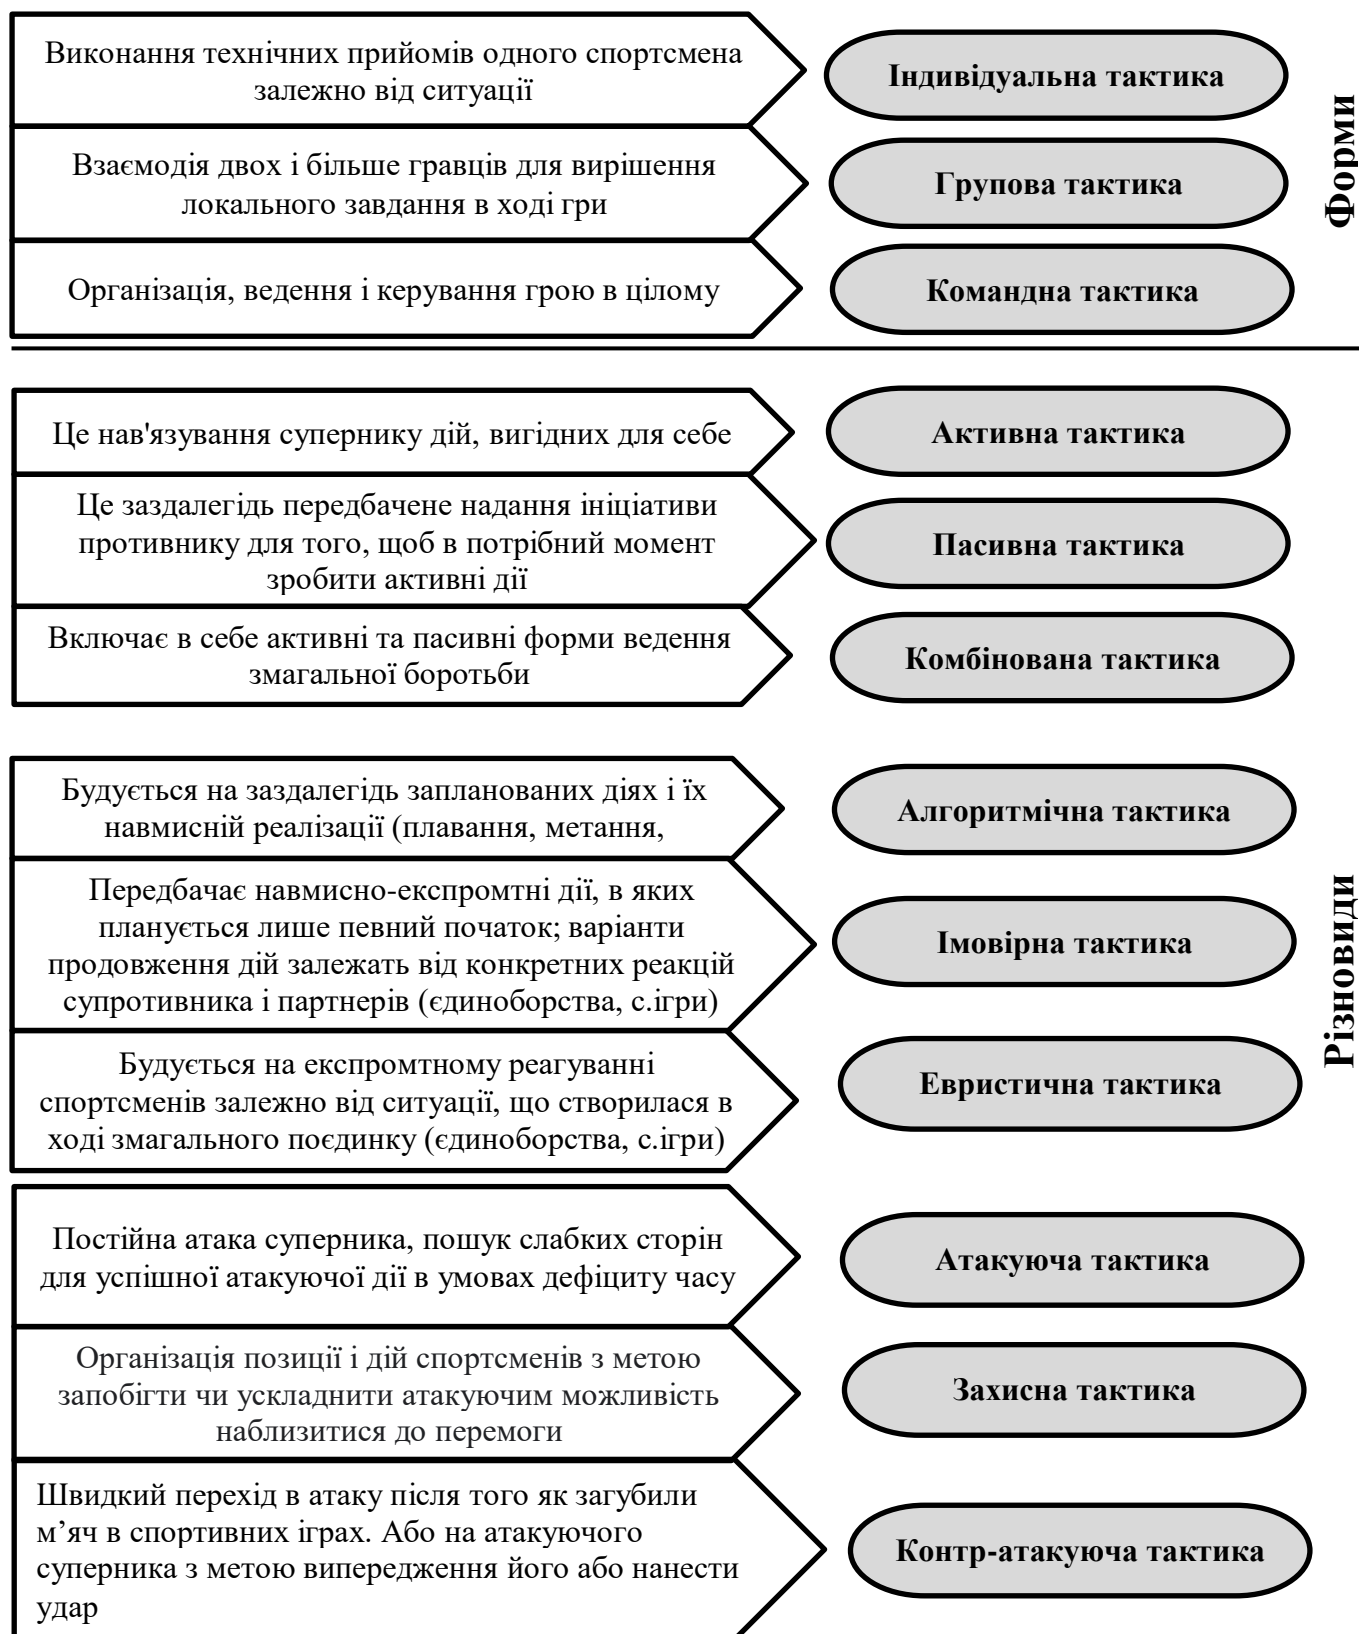 Виконання технічних прийомів одного спортсмена
залежно від ситуації
Індивідуальна тактика
Взаємодія двох і більше гравців для вирішення
локального завдання в ході гри
Групова тактика
Організація, ведення і керування грою в цілому
Командна тактика
Форми
Це нав'язування супернику дій, вигідних для себе
Активна тактика
Це заздалегідь передбачене надання ініціативи
противнику для того, щоб в потрібний момент
зробити активні дії
Пасивна тактика
Включає в себе активні та пасивні форми ведення
змагальної боротьби
Комбінована тактика
Будується на заздалегідь запланованих діях і їх
навмисній реалізації (плавання, метання,
Алгоритмічна тактика
Передбачає навмисно-експромтні дії, в яких
планується лише певний початок; варіанти
продовження дій залежать від конкретних реакцій
супротивника і партнерів (єдиноборства, с.ігри)
Імовірна тактика
Будується на експромтному реагуванні
спортсменів залежно від ситуації, що створилася в
ході змагального поєдинку (єдиноборства, с.ігри)
Евристична тактика
Різновиди
Постійна атака суперника, пошук слабких сторін
для успішної атакуючої дії в умовах дефіциту часу
Атакуюча тактика
Організація позиції і дій спортсменів з метою
запобігти чи ускладнити атакуючим можливість
наблизитися до перемоги
Захисна тактика
Швидкий перехід в атаку після того як загубили
м’яч в спортивних іграх. Або на атакуючого
суперника з метою випередження його або нанести
удар
Контр-атакуюча тактика